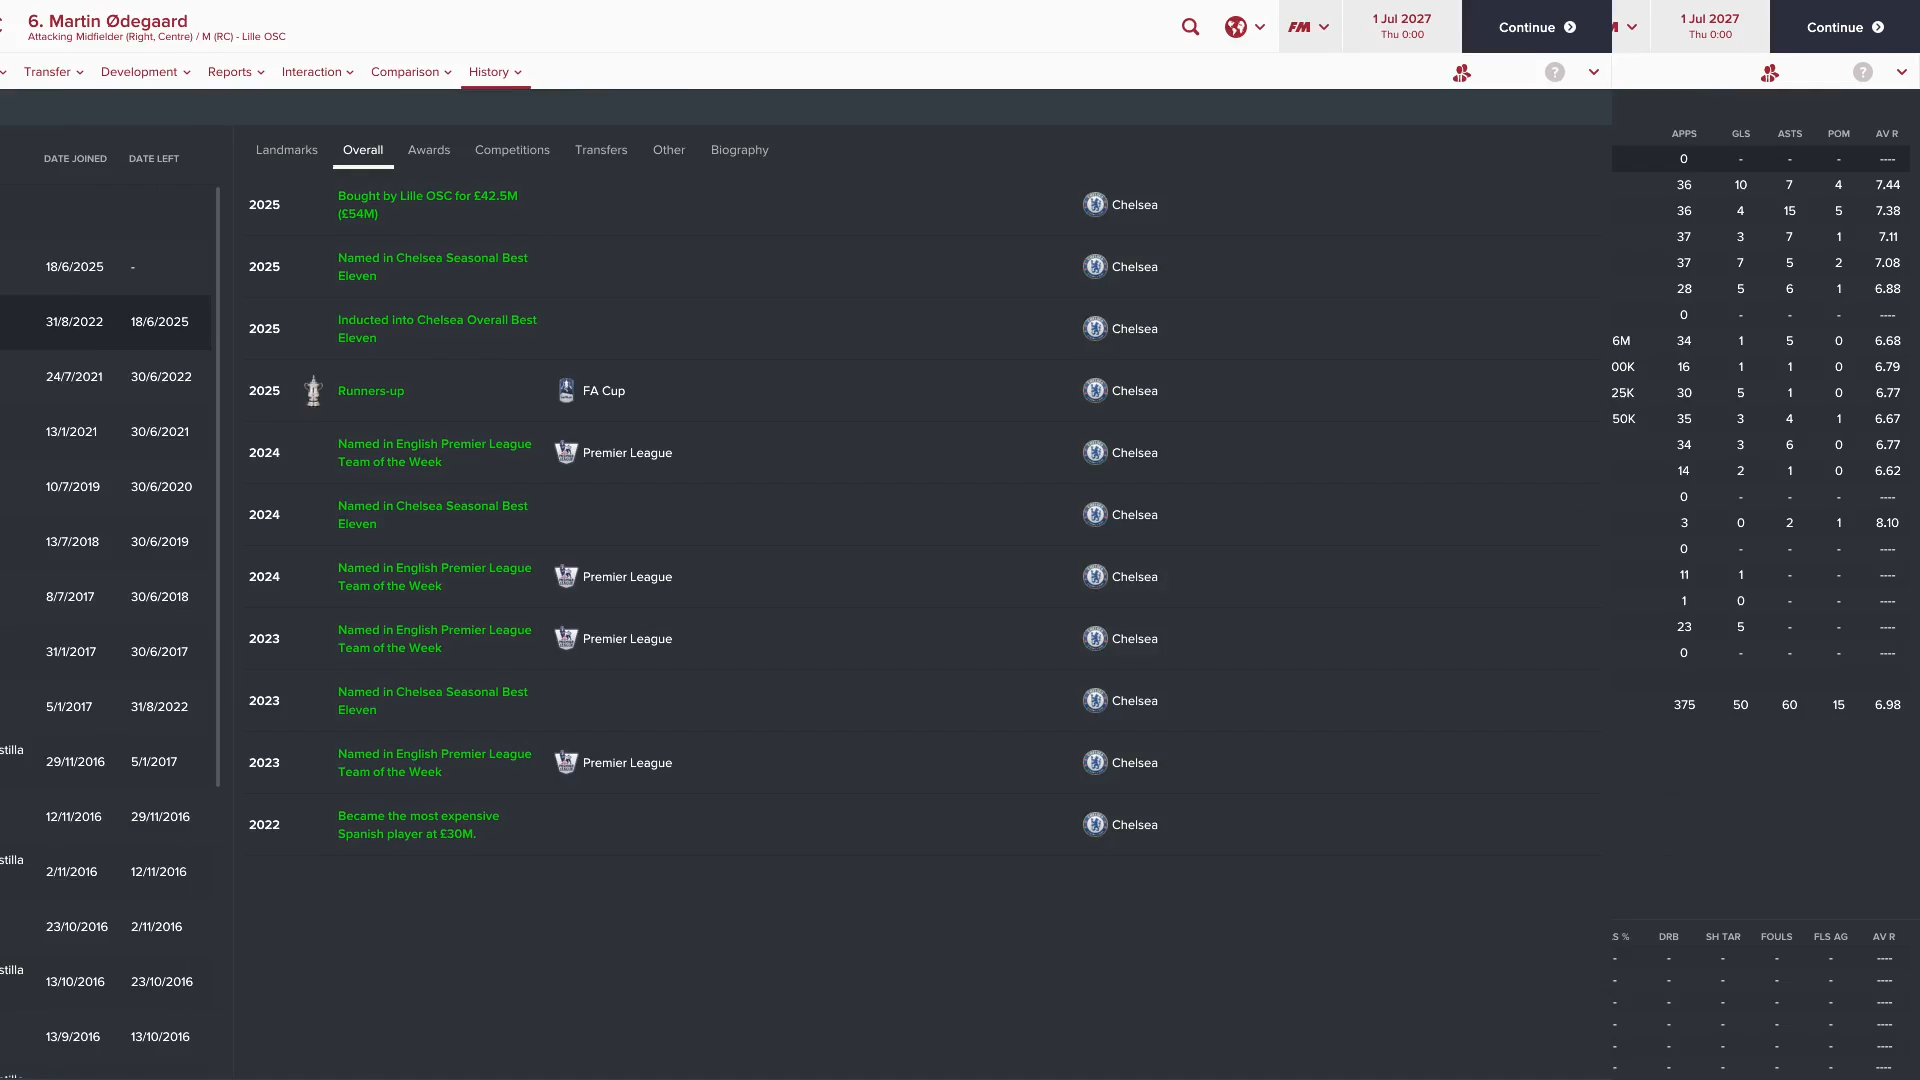 6. Martin Ødegaard
Attacking Midfielder (Right, Centre) / M (RC) - Lille OSC
FM
1 Jul 2027
Thu 0:00
Continue
1 Jul 2027
Thu 0:00
Continue
Transfer
Development
Reports
Interaction
Comparison
History
?
?
DATE JOINED DATE LEFT
18/6/2025 -
31/8/2022 18/6/2025
24/7/2021 30/6/2022
13/1/2021 30/6/2021
10/7/2019 30/6/2020
13/7/2018 30/6/2019
8/7/2017 30/6/2018
31/1/2017 30/6/2017
5/1/2017 31/8/2022
stilla 29/11/2016 5/1/2017
12/11/2016 29/11/2016
stilla 2/11/2016 12/11/2016
23/10/2016 2/11/2016
stilla 13/10/2016 23/10/2016
13/9/2016 13/10/2016
Landmarks Overall Awards Competitions Transfers Other Biography
2025 Bought by Lille OSC for £42.5M
(£54M) Chelsea
2025 Named in Chelsea Seasonal Best
Eleven Chelsea
2025 Inducted into Chelsea Overall Best
Eleven Chelsea
2025 Runners-up FA Cup Chelsea
2024 Named in English Premier League
Team of the Week Premier League Chelsea
2024 Named in Chelsea Seasonal Best
Eleven Chelsea
2024 Named in English Premier League
Team of the Week Premier League Chelsea
2023 Named in English Premier League
Team of the Week Premier League Chelsea
2023 Named in Chelsea Seasonal Best
Eleven Chelsea
2023 Named in English Premier League
Team of the Week Premier League Chelsea
2022 Became the most expensive
Spanish player at £30M. Chelsea
APPS GLS ASTS POM AV R
0 - - - ----
36 10 7 4 7.44
36 4 15 5 7.38
37 3 7 1 7.11
37 7 5 2 7.08
28 5 6 1 6.88
0 - - - ----
6M 34 1 5 0 6.68
00K 16 1 1 0 6.79
25K 30 5 1 0 6.77
50K 35 3 4 1 6.67
34 3 6 0 6.77
14 2 1 0 6.62
0 - - - ----
3 0 2 1 8.10
0 - - - ----
11 1 - - ----
1 0 - - ----
23 5 - - ----
0 - - - ----
375 50 60 15 6.98
S % DRB SH TAR FOULS FLS AG AV R
- - - - - ----
- - - - - ----
- - - - - ----
- - - - - ----
- - - - - ----
- - - - - ----